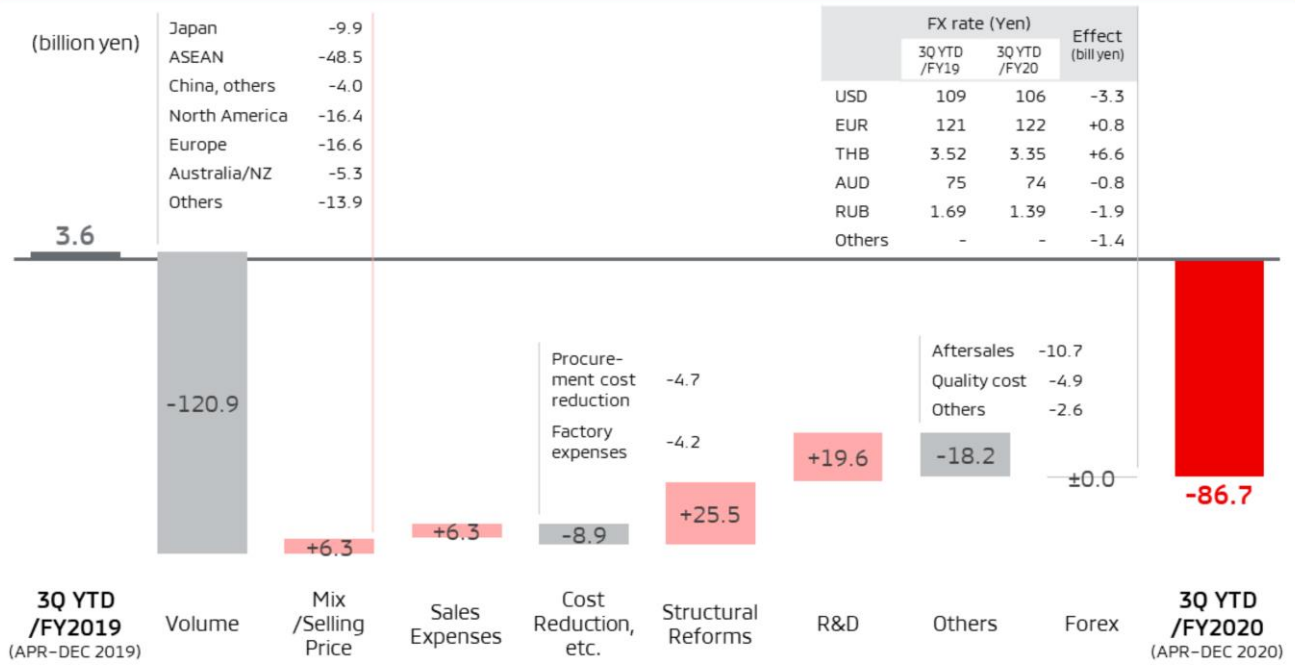 (billion yen)
Japan -9.9
ASEAN -48.5
China, others -4.0
North America -16.4
Europe -16.6
Australia/NZ -5.3
Others -13.9
FX rate (Yen) Effect
(bill yen)
3Q YTD
/FY19
3Q YTD
/FY20
USD 109 106 -3.3
EUR 121 122 +0.8
THB 3.52 3.35 +6.6
AUD 75 74 -0.8
RUB 1.69 1.39 -1.9
Others - - -1.4
3.6
-120.9
+6.3
+6.3
Procure-
ment cost
reduction
-4.7
Factory
expenses
-4.2
-8.9
+25.5
+19.6
Aftersales -10.7
Quality cost -4.9
Others -2.6
-18.2
±0.0
-86.7
3Q YTD
/FY2019
(APR-DEC 2019)
Volume
Mix
/Selling
Price
Sales
Expenses
Cost
Reduction,
etc.
Structural
Reforms
R&D
Others
Forex
3Q YTD
/FY2020
(APR-DEC 2020)